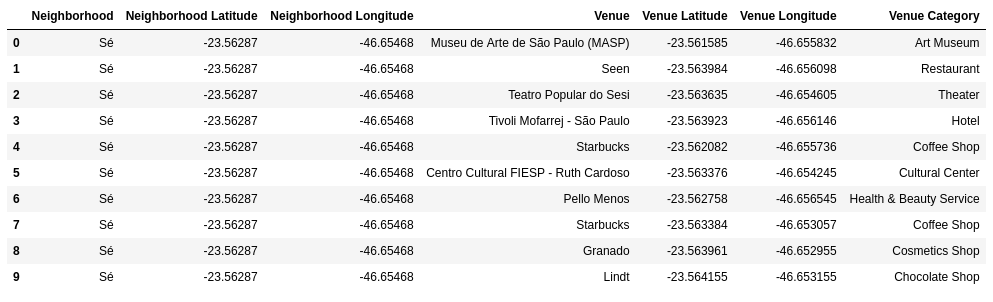 Neighborhood Neighborhood Latitude Neighborhood Longitude Venue Venue Latitude Venue Longitude Venue Category
0 Sé -23.56287 -46.65468 Museu de Arte de São Paulo (MASP) -23.561585 -46.655832 Art Museum
1 Sé -23.56287 -46.65468 Seen -23.563984 -46.656098 Restaurant
2 Sé -23.56287 -46.65468 Teatro Popular do Sesi -23.563635 -46.654605 Theater
3 Sé -23.56287 -46.65468 Tivoli Mofarrej - São Paulo -23.563923 -46.656146 Hotel
4 Sé -23.56287 -46.65468 Starbucks -23.562082 -46.655736 Coffee Shop
5 Sé -23.56287 -46.65468 Centro Cultural FIESP - Ruth Cardoso -23.563376 -46.654245 Cultural Center
6 Sé -23.56287 -46.65468 Pello Menos -23.562758 -46.656545 Health & Beauty Service
7 Sé -23.56287 -46.65468 Starbucks -23.563384 -46.653057 Coffee Shop
8 Sé -23.56287 -46.65468 Granado -23.563961 -46.652955 Cosmetics Shop
9 Sé -23.56287 -46.65468 Lindt -23.564155 -46.653155 Chocolate Shop